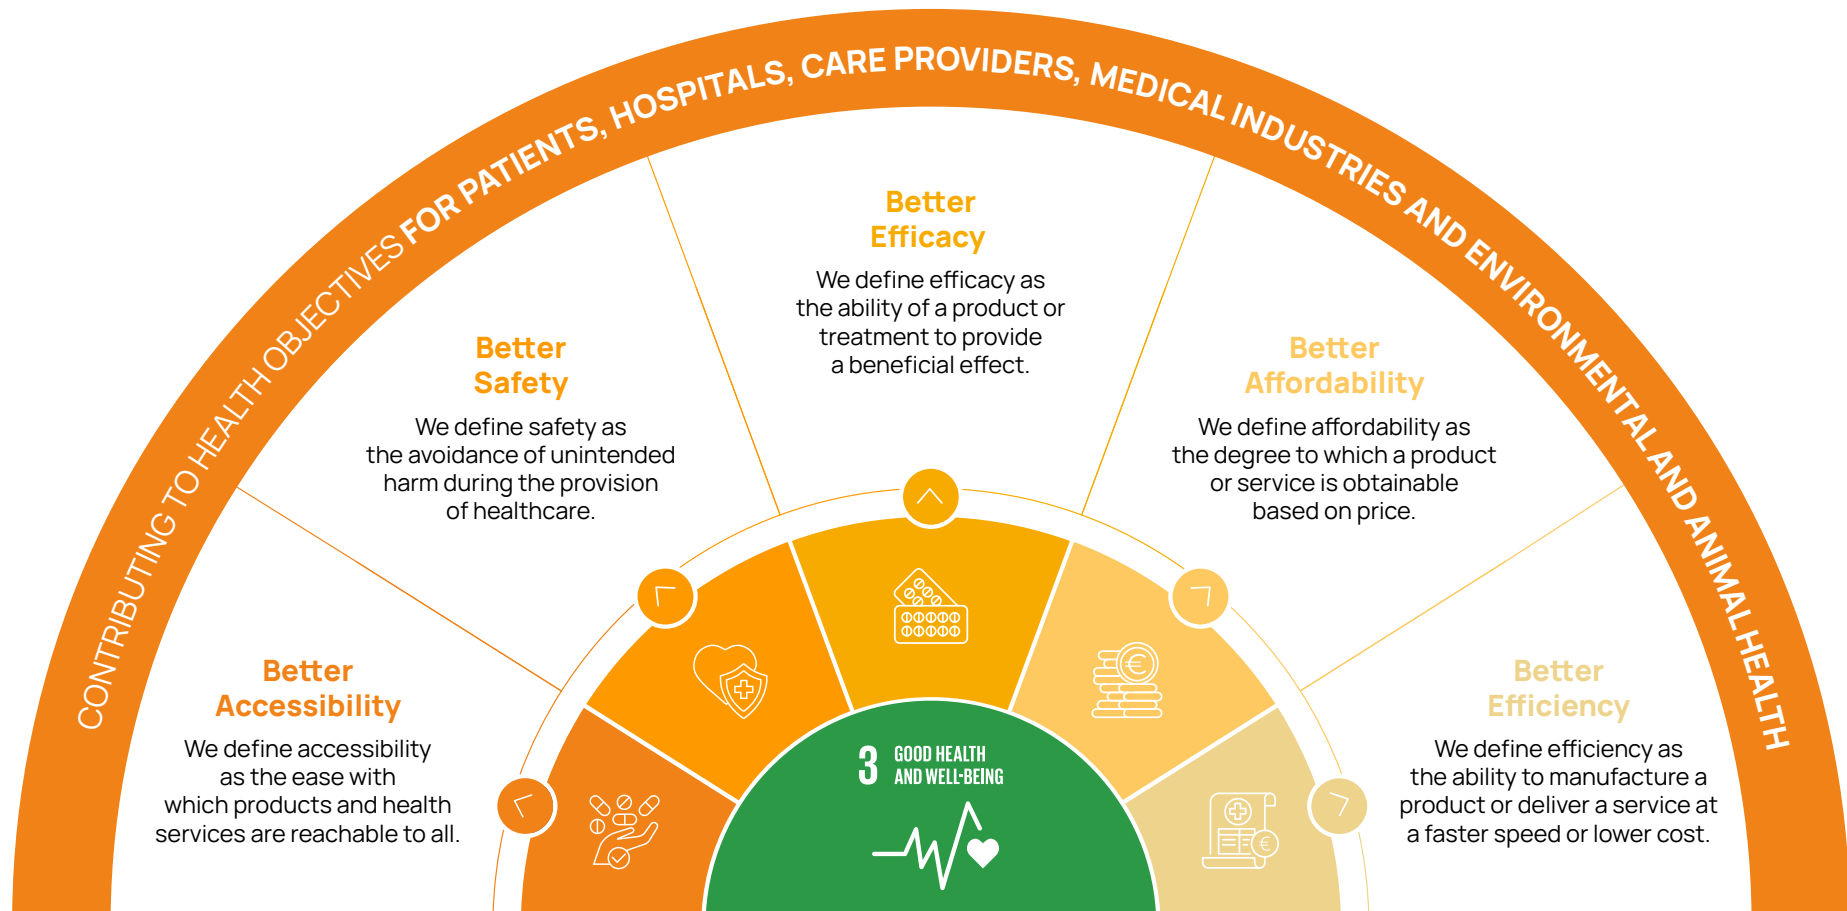 CONTRIBUTING TO HEALTH OBJECTIVES FOR PATIENTS, HOSPITALS, CARE PROVIDERS, MEDICAL INDUSTRIES AND ENVIRONMENTAL AND ANIMAL HEALTH
Better
Accessibility
We define accessibility
as the ease with
which products and health
services are reachable to all.
Better
Safety
We define safety as
the avoidance of unintended
harm during the provision
of healthcare.
Better
Efficacy
We define efficacy as
the ability of a product or
treatment to provide
a beneficial effect.
Better
Affordability
We define affordability as
the degree to which a product
or service is obtainable
based on price.
Better
Efficiency
We define efficiency as
the ability to manufacture a
product or deliver a service at
a faster speed or lower cost.
3 GOOD HEALTH
AND WELL-BEING
€
€